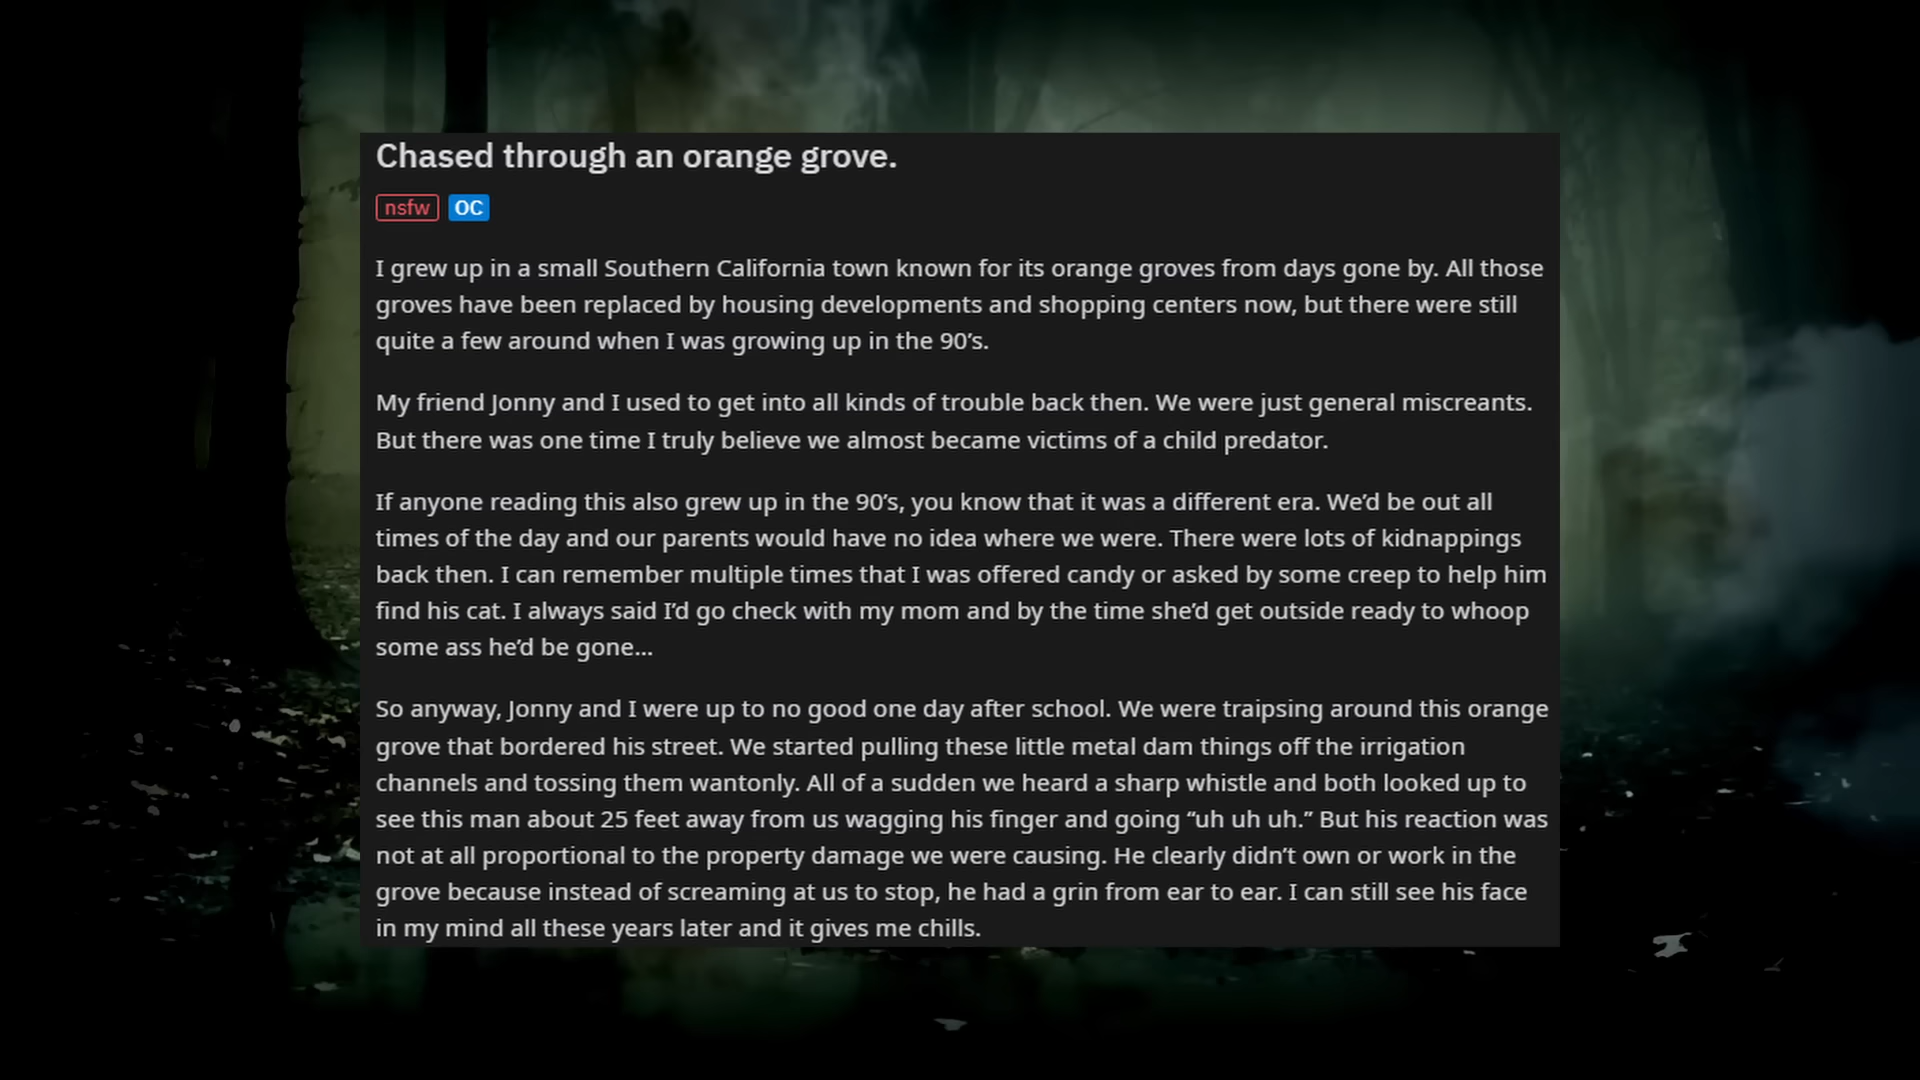 Chased through an orange grove.
nsfw OC
I grew up in a small Southern California town known for its orange groves from days gone by. All those
groves have been replaced by housing developments and shopping centers now, but there were still
quite a few around when I was growing up in the 90’s.
My friend Jonny and I used to get into all kinds of trouble back then. We were just general miscreants.
But there was one time I truly believe we almost became victims of a child predator.
If anyone reading this also grew up in the 90’s, you know that it was a different era. We’d be out all
times of the day and our parents would have no idea where we were. There were lots of kidnappings
back then. I can remember multiple times that I was offered candy or asked by some creep to help him
find his cat. I always said I’d go check with my mom and by the time she’d get outside ready to whoop
some ass he’d be gone...
So anyway, Jonny and I were up to no good one day after school. We were traipsing around this orange
grove that bordered his street. We started pulling these little metal dam things off the irrigation
channels and tossing them wantonly. All of a sudden we heard a sharp whistle and both looked up to
see this man about 25 feet away from us wagging his finger and going “uh uh uh.” But his reaction was
not at all proportional to the property damage we were causing. He clearly didn’t own or work in the
grove because instead of screaming at us to stop, he had a grin from ear to ear. I can still see his face
in my mind all these years later and it gives me chills.